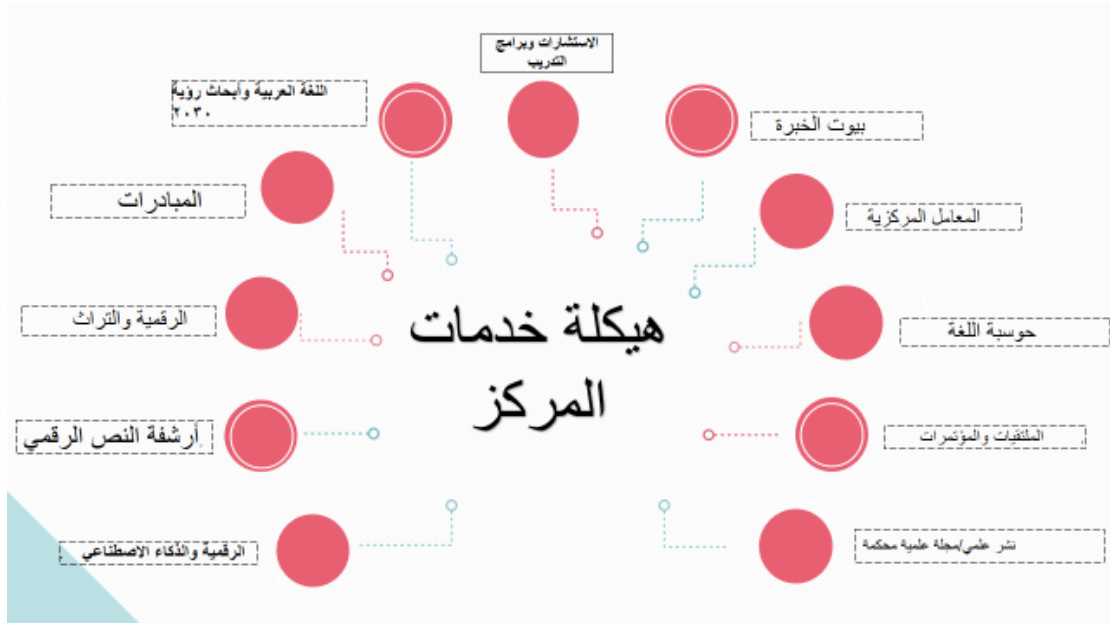 الاستشارات وبرامج
التدريب
اللغة العربية وأبحاث رؤية
٢٠٣٠
بيوت الخبرة
المبادرات
المعامل المركزية
الرقمية والتراث
حوسبة اللغة
هيكلة خدمات
المركز
أرشفة النص الرقمي
الملتقيات والمؤتمرات
الرقمية والذكاء الاصطناعي
نشر علمي/مجلة علمية محكمة